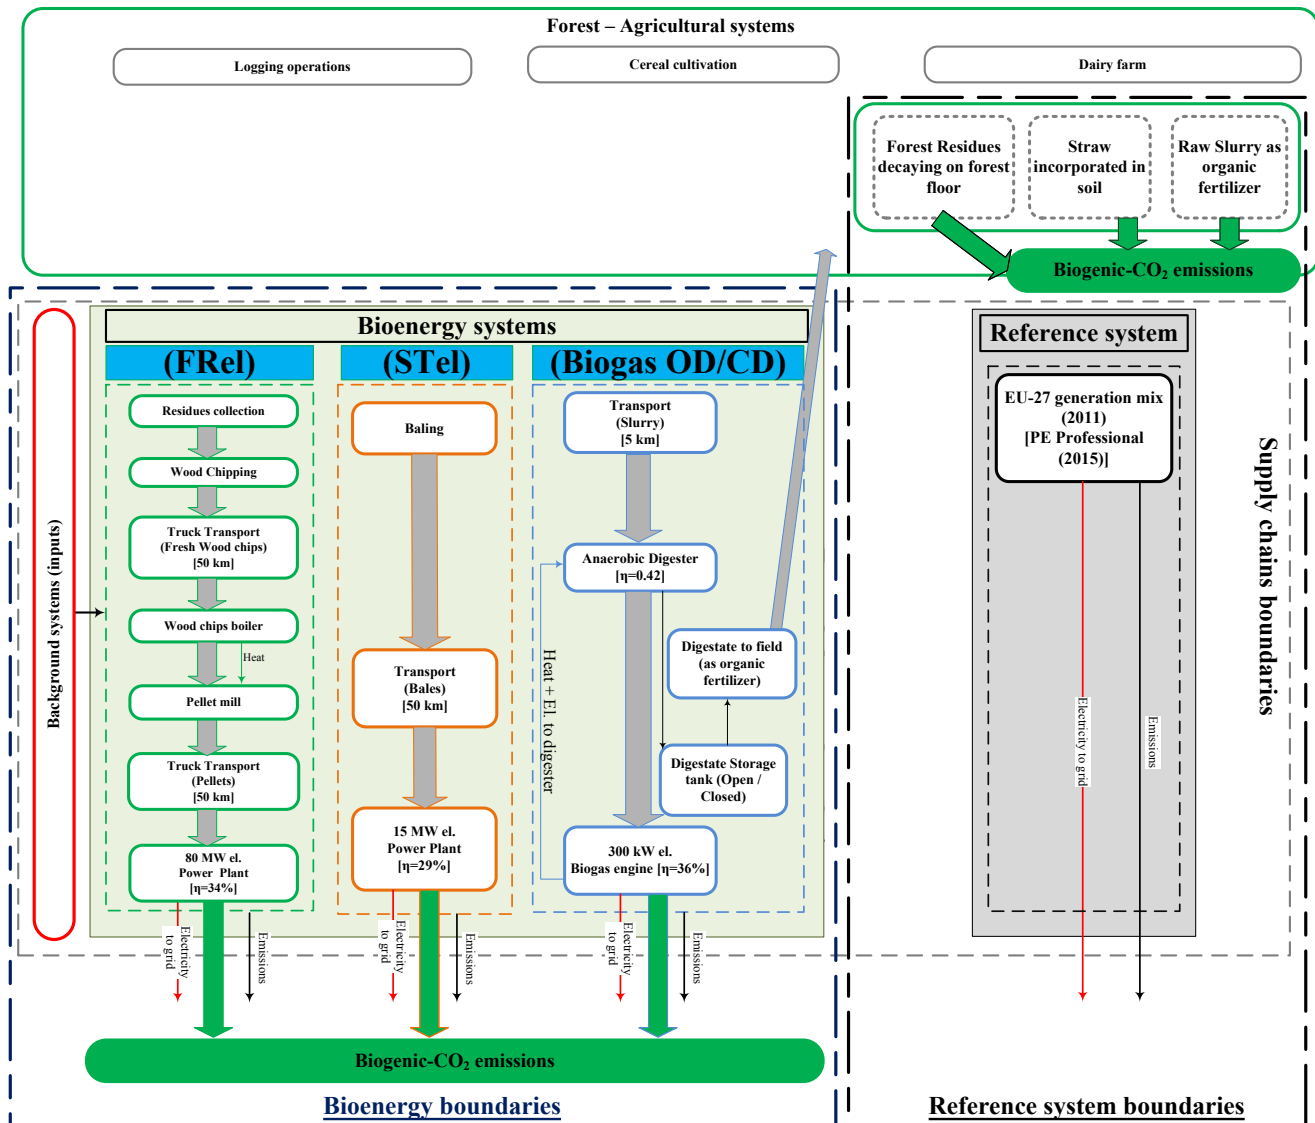 Forest – Agricultural systems
Logging operations
Cereal cultivation
Dairy farm
Forest Residues
decaying on forest
floor
Straw
incorporated in
soil
Raw Slurry as
organic
fertilizer
Biogenic-CO₂ emissions
Background systems (inputs)
Bioenergy systems
(FRel)
Residues collection
Wood Chipping
Truck Transport
(Fresh Wood chips)
[50 km]
Wood chips boiler
Heat
Pellet mill
Truck Transport
(Pellets)
[50 km]
80 MW el.
Power Plant
[η=34%]
Electricity
to grid
Emissions
(STel)
Baling
Transport
(Bales)
[50 km]
15 MW el.
Power Plant
[η=29%]
Electricity
to grid
Emissions
(Biogas OD/CD)
Transport
(Slurry)
[5 km]
Anaerobic Digester
[η=0.42]
Heat + El. to digester
Digestate to field
(as organic
fertilizer)
Digestate Storage
tank (Open /
Closed)
300 kW el.
Biogas engine [η=36%]
Electricity
to grid
Emissions
Biogenic-CO₂ emissions
Bioenergy boundaries
Reference system
EU-27 generation mix
(2011)
[PE Professional
(2015)]
Electricity to grid
Emissions
Supply chains boundaries
Reference system boundaries